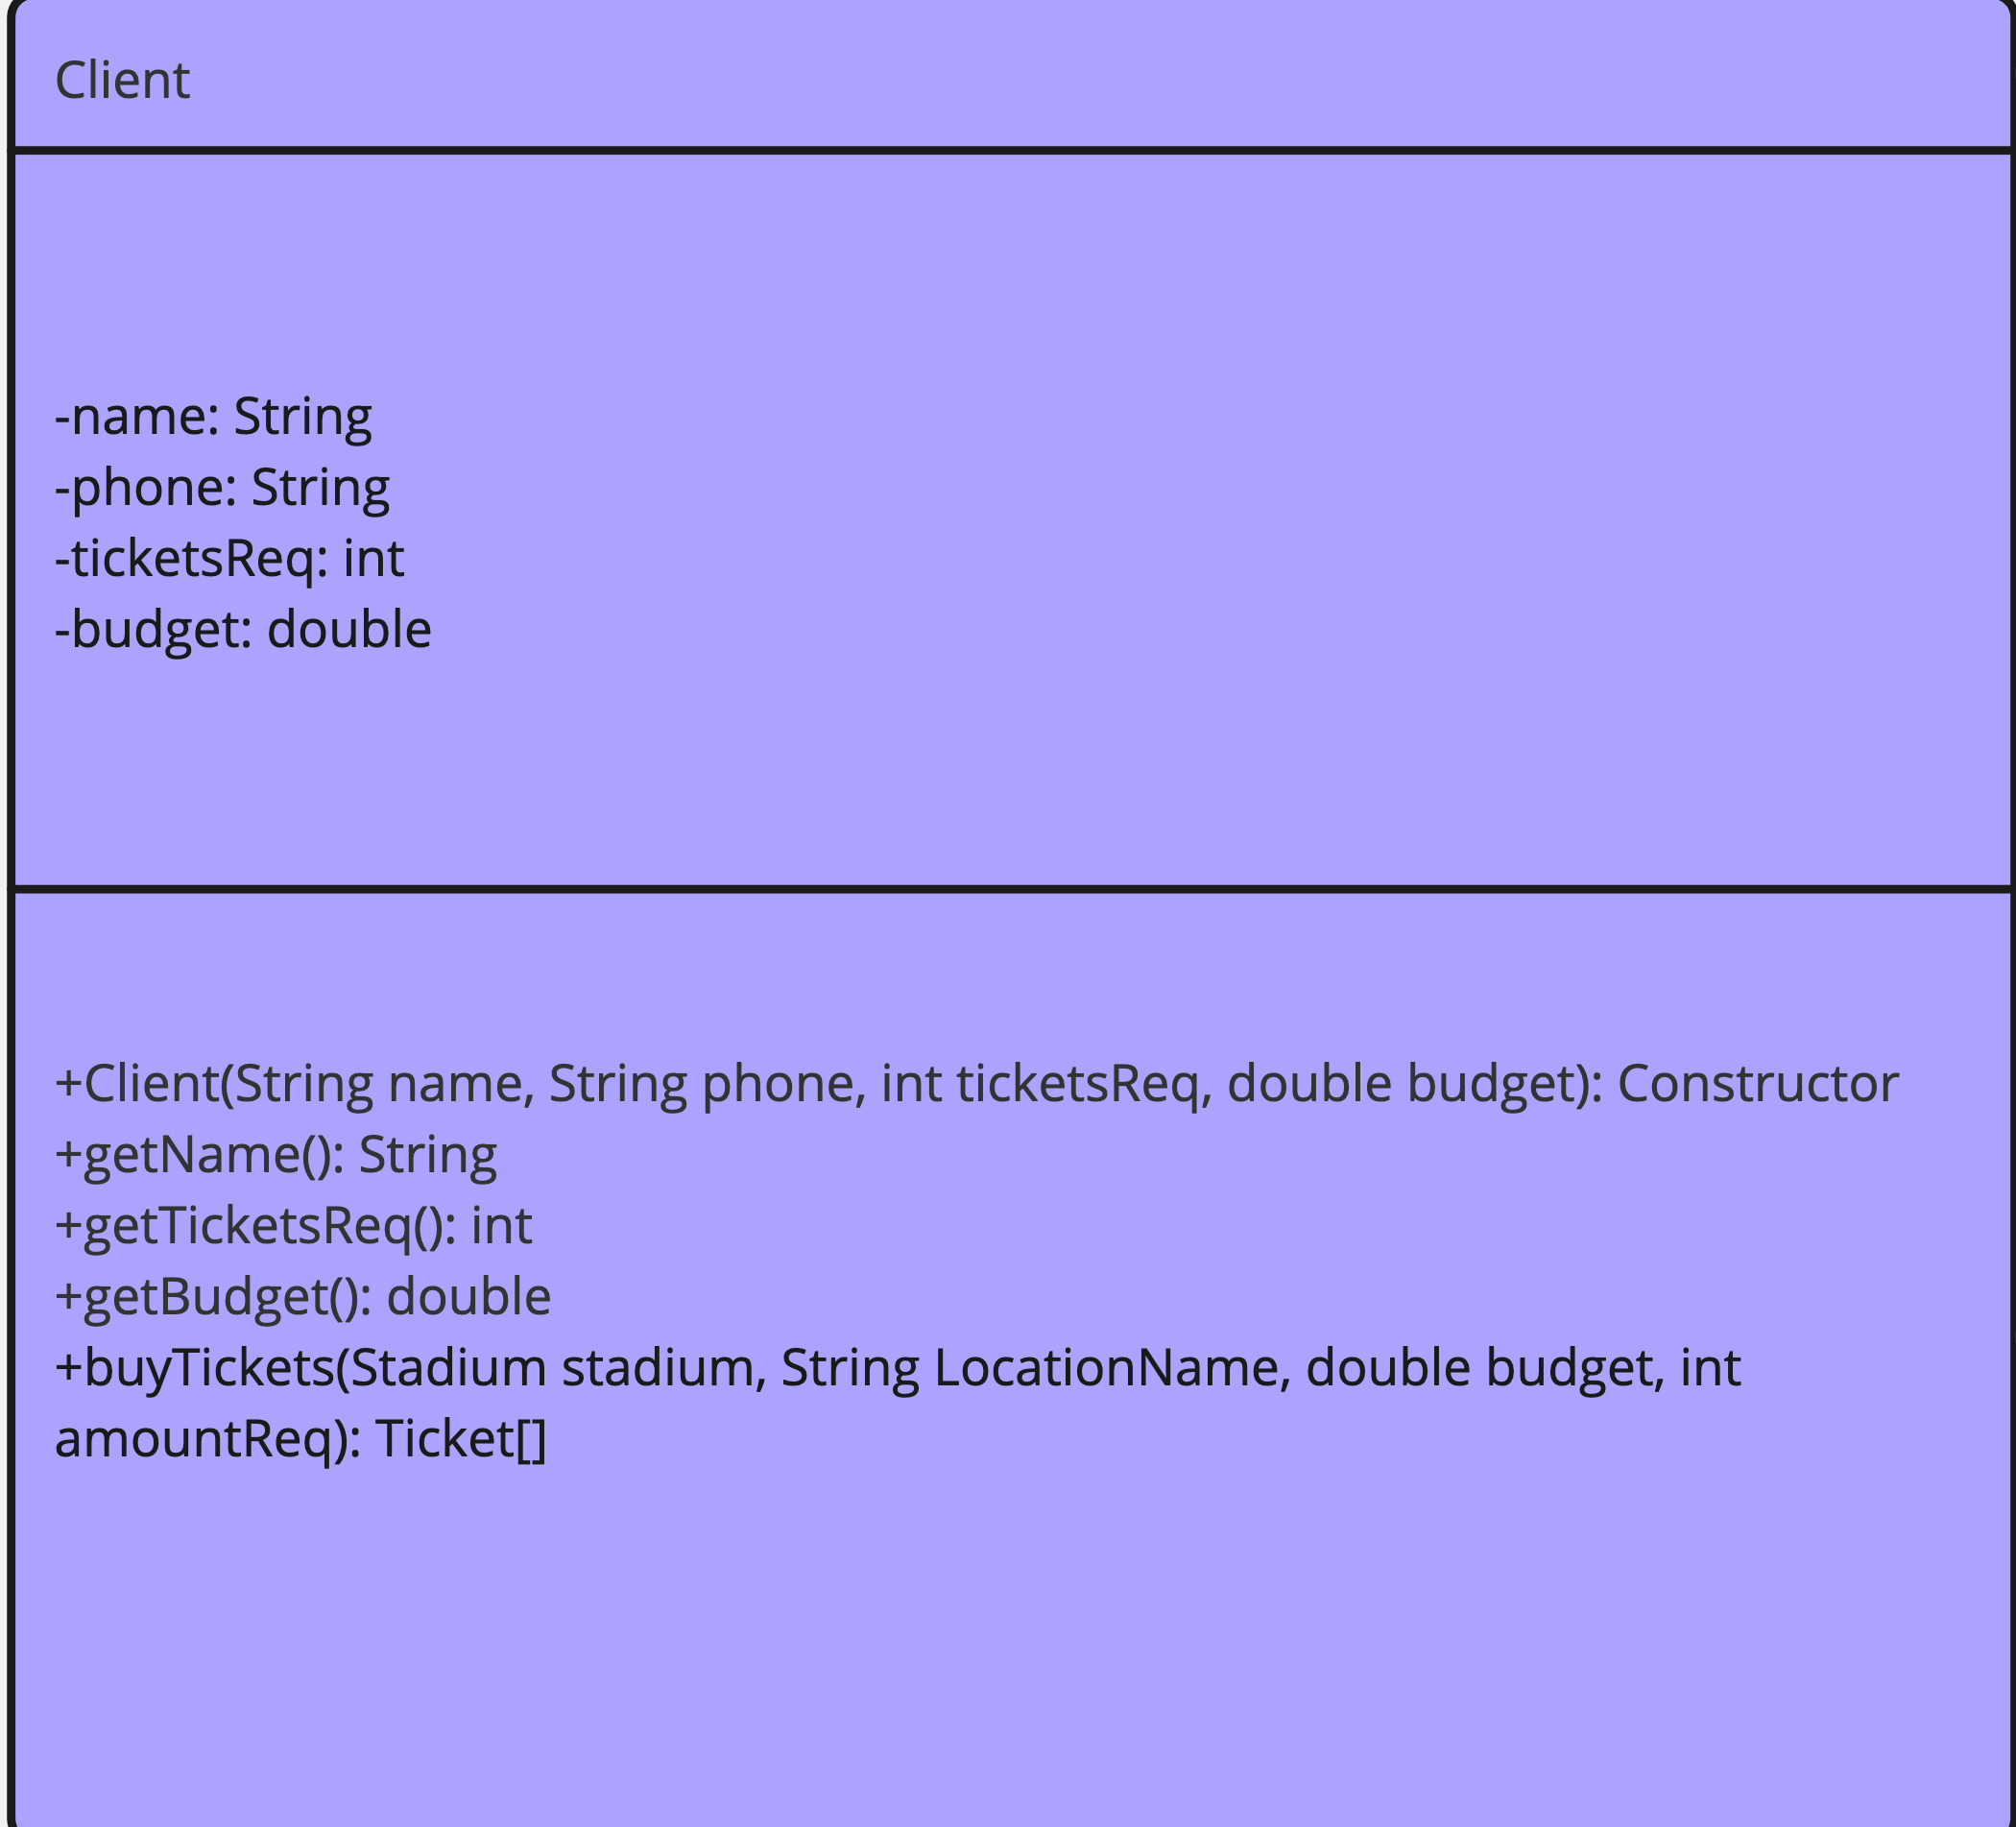 Client
-name: String
-phone: String
-ticketsReq: int
-budget: double
+Client(String name, String phone, int ticketsReq, double budget): Constructor
+getName(): String
+getTicketsReq(): int
+getBudget(): double
+buyTickets(Stadium stadium, String LocationName, double budget, int
amountReq): Ticket[]